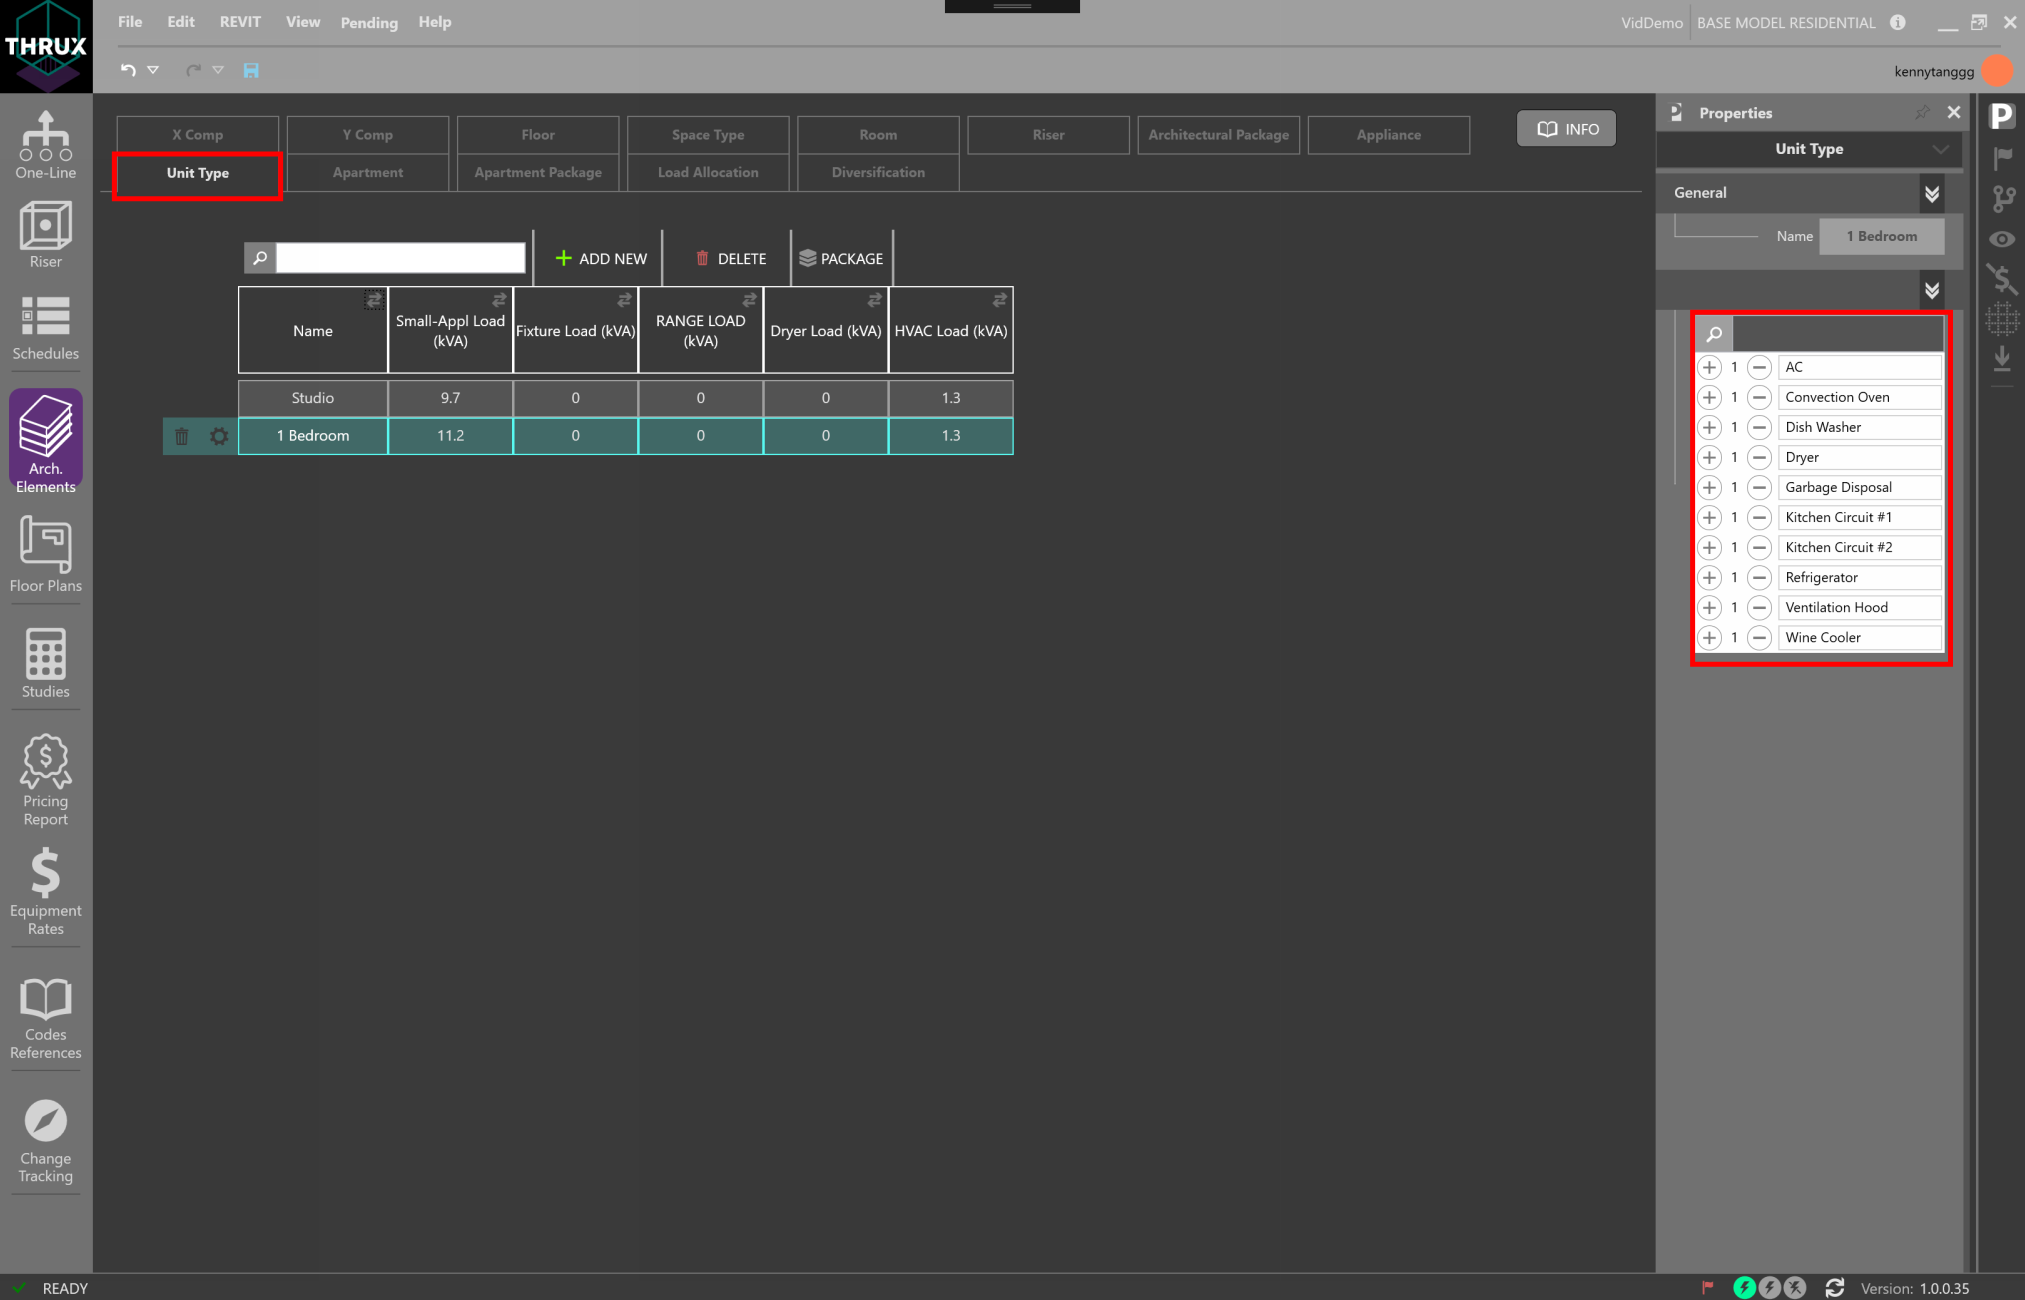 THRUX
File Edit REVIT View Pending Help
VidDemo BASE MODEL RESIDENTIAL
kennytanggg
One-Line
Riser
Schedules
Arch.
Elements
Floor Plans
Studies
Pricing
Report
Equipment
Rates
Codes
References
Change
Tracking
X Comp Y Comp Floor Space Type Room Riser Architectural Package Appliance
Unit Type Apartment Apartment Package Load Allocation Diversification
INFO
ADD NEW DELETE PACKAGE
Name Small-Appl Load (kVA) Fixture Load (kVA) RANGE LOAD (kVA) Dryer Load (kVA) HVAC Load (kVA)
Studio 9.7 0 0 0 1.3
1 Bedroom 11.2 0 0 0 1.3
Properties
P
Unit Type
General
Name 1 Bedroom
1 AC
1 Convection Oven
1 Dish Washer
1 Dryer
1 Garbage Disposal
1 Kitchen Circuit #1
1 Kitchen Circuit #2
1 Refrigerator
1 Ventilation Hood
1 Wine Cooler
READY
Version: 1.0.0.35